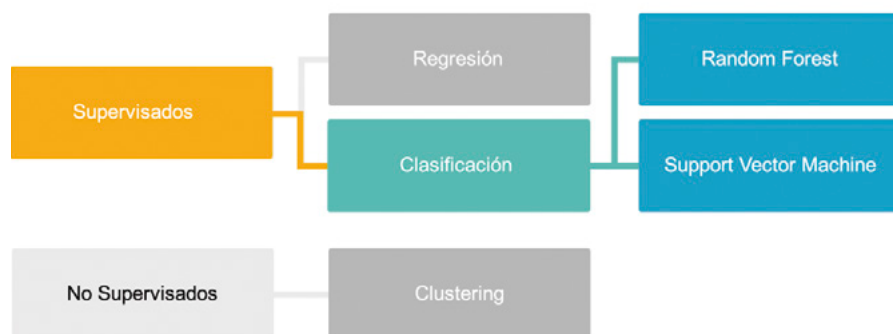 Supervisados
Regresión
Clasificación
Random Forest
Support Vector Machine
No Supervisados
Clustering